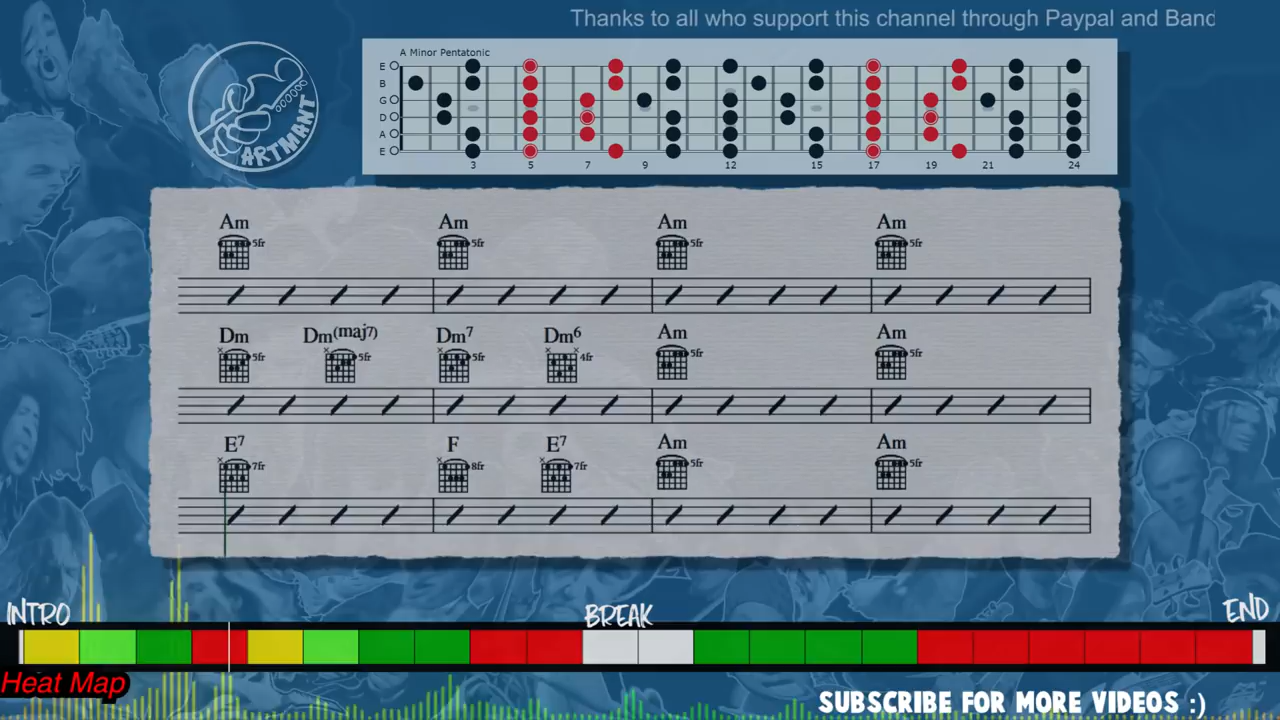 Thanks to all who support this channel through Paypal and Banc
A Minor Pentatonic
E
B
G
D
A
E
3 5 7 9 12 15 17 19 21 24
ARTMANT
Am Am Am Am
5fr 5fr 5fr 5fr
Dm Dm(maj7) Dm7 Dm6 Am Am
x 5fr x 5fr x 5fr x x 4fr 5fr 5fr
E7 F E7 Am Am
x 7fr x 8fr x 7fr 5fr 5fr
INTRO BREAK END
Heat Map
SUBSCRIBE FOR MORE VIDEOS :)